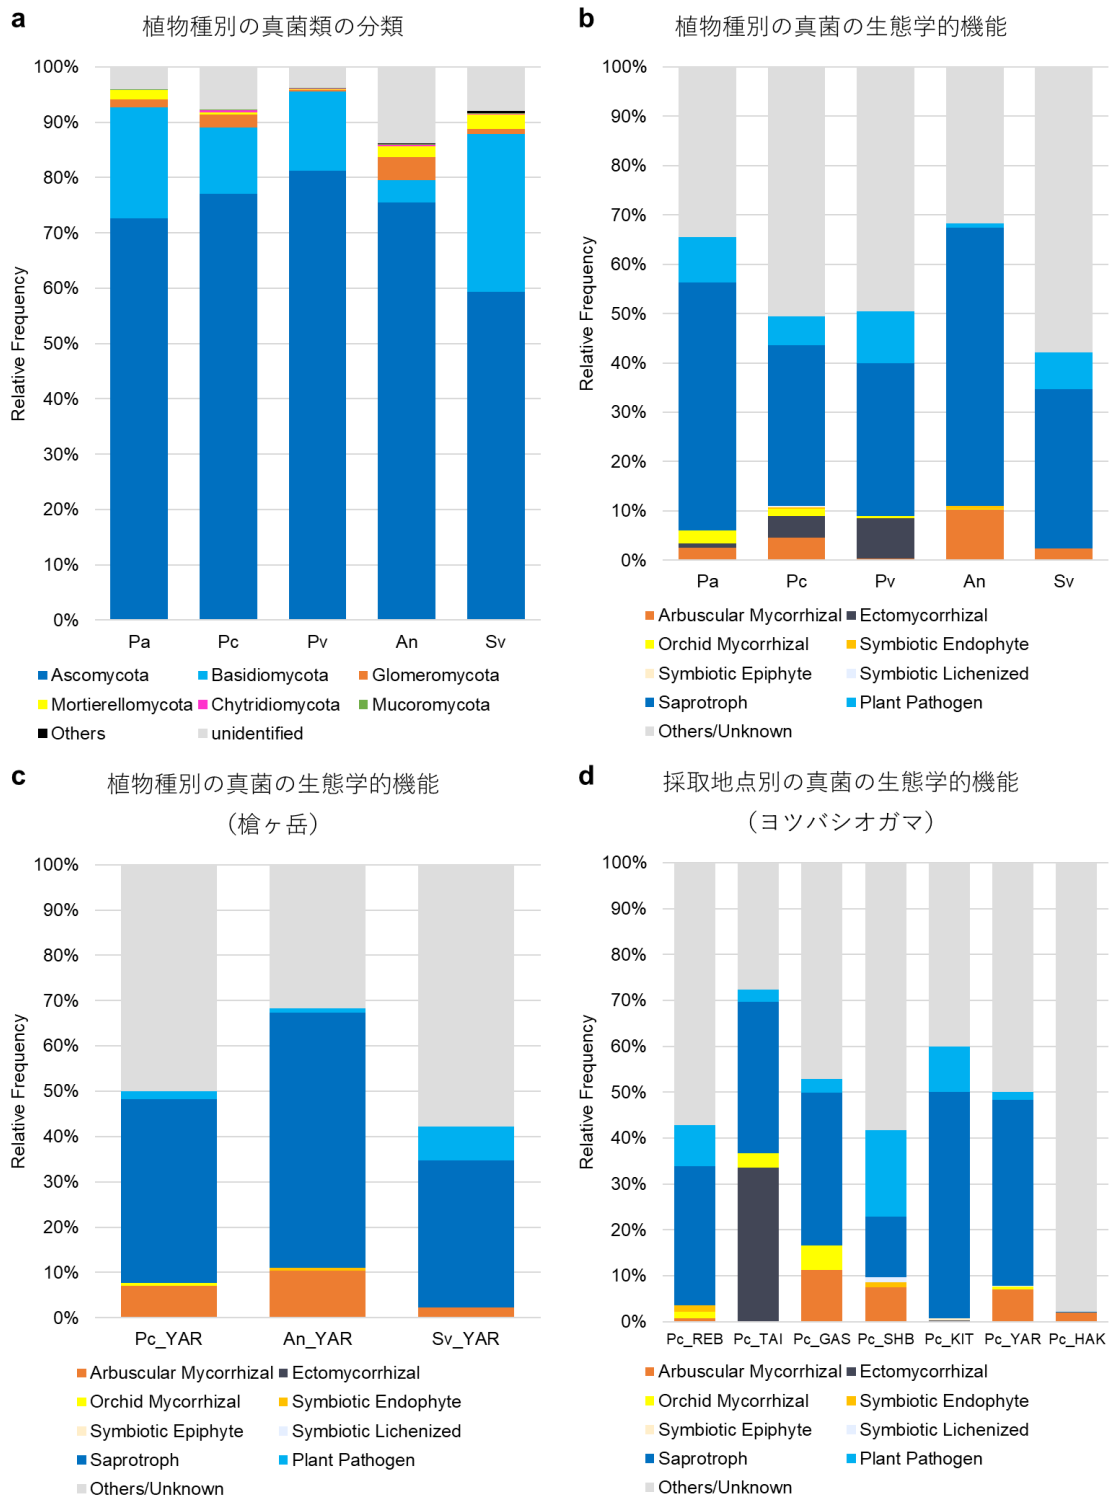 a
植物種別の真菌類の分類
100%
90%
80%
70%
60%
50%
40%
30%
20%
10%
0%
Relative Frequency
Pa Pc Pv An Sv
Ascomycota Basidiomycota Glomeromycota
Mortierellomycota Chytridiomycota Mucoromycota
Others unidentified
b
植物種別の真菌の生態学的機能
100%
90%
80%
70%
60%
50%
40%
30%
20%
10%
0%
Relative Frequency
Pa Pc Pv An Sv
Arbuscular Mycorrhizal Ectomycorrhizal
Orchid Mycorrhizal Symbiotic Endophyte
Symbiotic Epiphyte Symbiotic Lichenized
Saprotroph Plant Pathogen
Others/Unknown
c
植物種別の真菌の生態学的機能
（槍ヶ岳）
100%
90%
80%
70%
60%
50%
40%
30%
20%
10%
0%
Relative Frequency
Pc_YAR An_YAR Sv_YAR
Arbuscular Mycorrhizal Ectomycorrhizal
Orchid Mycorrhizal Symbiotic Endophyte
Symbiotic Epiphyte Symbiotic Lichenized
Saprotroph Plant Pathogen
Others/Unknown
d
採取地点別の真菌の生態学的機能
（ヨツバシオガマ）
100%
90%
80%
70%
60%
50%
40%
30%
20%
10%
0%
Relative Frequency
Pc_REB Pc_TAI Pc_GAS Pc_SHB Pc_KIT Pc_YAR Pc_HAK
Arbuscular Mycorrhizal Ectomycorrhizal
Orchid Mycorrhizal Symbiotic Endophyte
Symbiotic Epiphyte Symbiotic Lichenized
Saprotroph Plant Pathogen
Others/Unknown